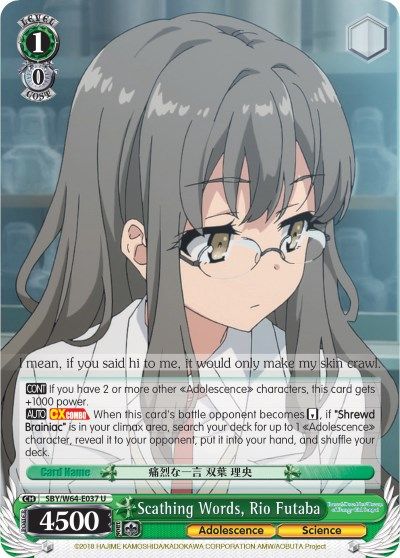 LEVEL
1
0
COST
I mean, if you said hi to me, it would only make my skin crawl.
CONT If you have 2 or more other «Adolescence» characters, this card gets
+1000 power.
AUTO CX COMBO When this card's battle opponent becomes, if "Shrewd
Brainiac" is in your climax area, search your deck for up to 1 «Adolescence»
character, reveal it to your opponent, put it into your hand, and shuffle your
deck.
Card Name 痛烈な一言 双葉 理央
CH SBY/W64-E037 U
Scathing Words, Rio Futaba
4500
Adolescence Science
©2018 HAJIME KAMOSHIDA/KADOKAWA CORPORATION AMW/AOBUTA Project